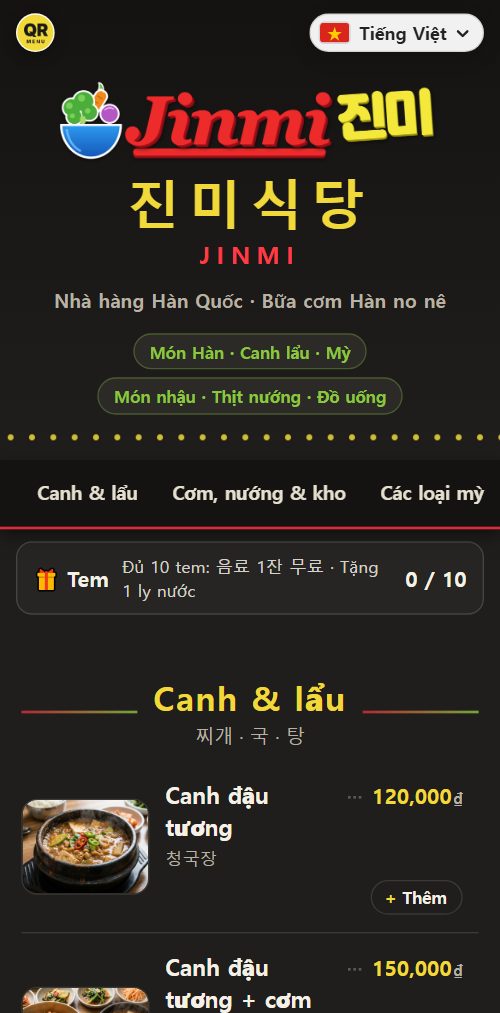 QR
MENU
Tiếng Việt
Jinmi 진미
진미식당
JINMI
Nhà hàng Hàn Quốc · Bữa cơm Hàn no nê
Món Hàn · Canh lẩu · Mỳ
Món nhậu · Thịt nướng · Đồ uống
Canh & lẩu
Cơm, nướng & kho
Các loại mỳ
Tem
Đủ 10 tem: 음료 1잔 무료 · Tặng
1 ly nước
0 / 10
Canh & lẩu
찌개 · 국 · 탕
Canh đậu
tương
··· 120,000₫
청국장
+ Thêm
Canh đậu
tương + cơm
··· 150,000₫